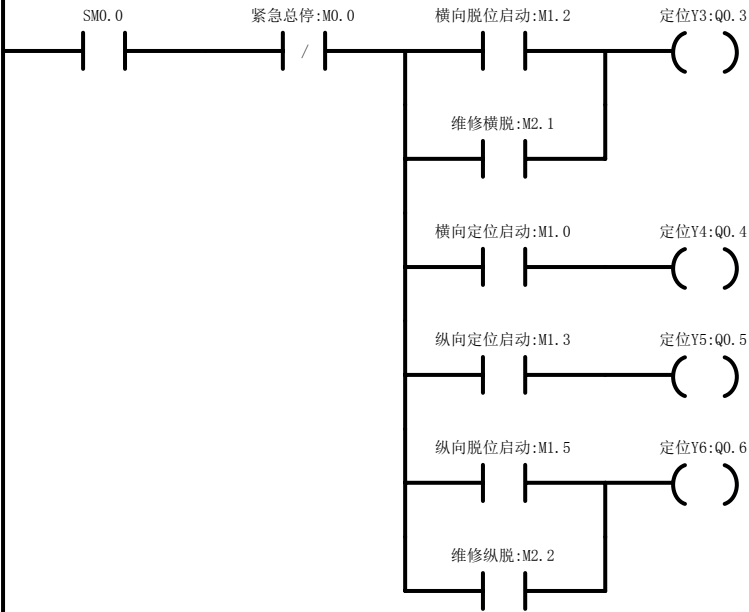 SM0.0 紧急总停:M0.0 横向脱位启动:M1.2 定位Y3:Q0.3
/
维修横脱:M2.1
横向定位启动:M1.0 定位Y4:Q0.4
纵向定位启动:M1.3 定位Y5:Q0.5
纵向脱位启动:M1.5 定位Y6:Q0.6
维修纵脱:M2.2